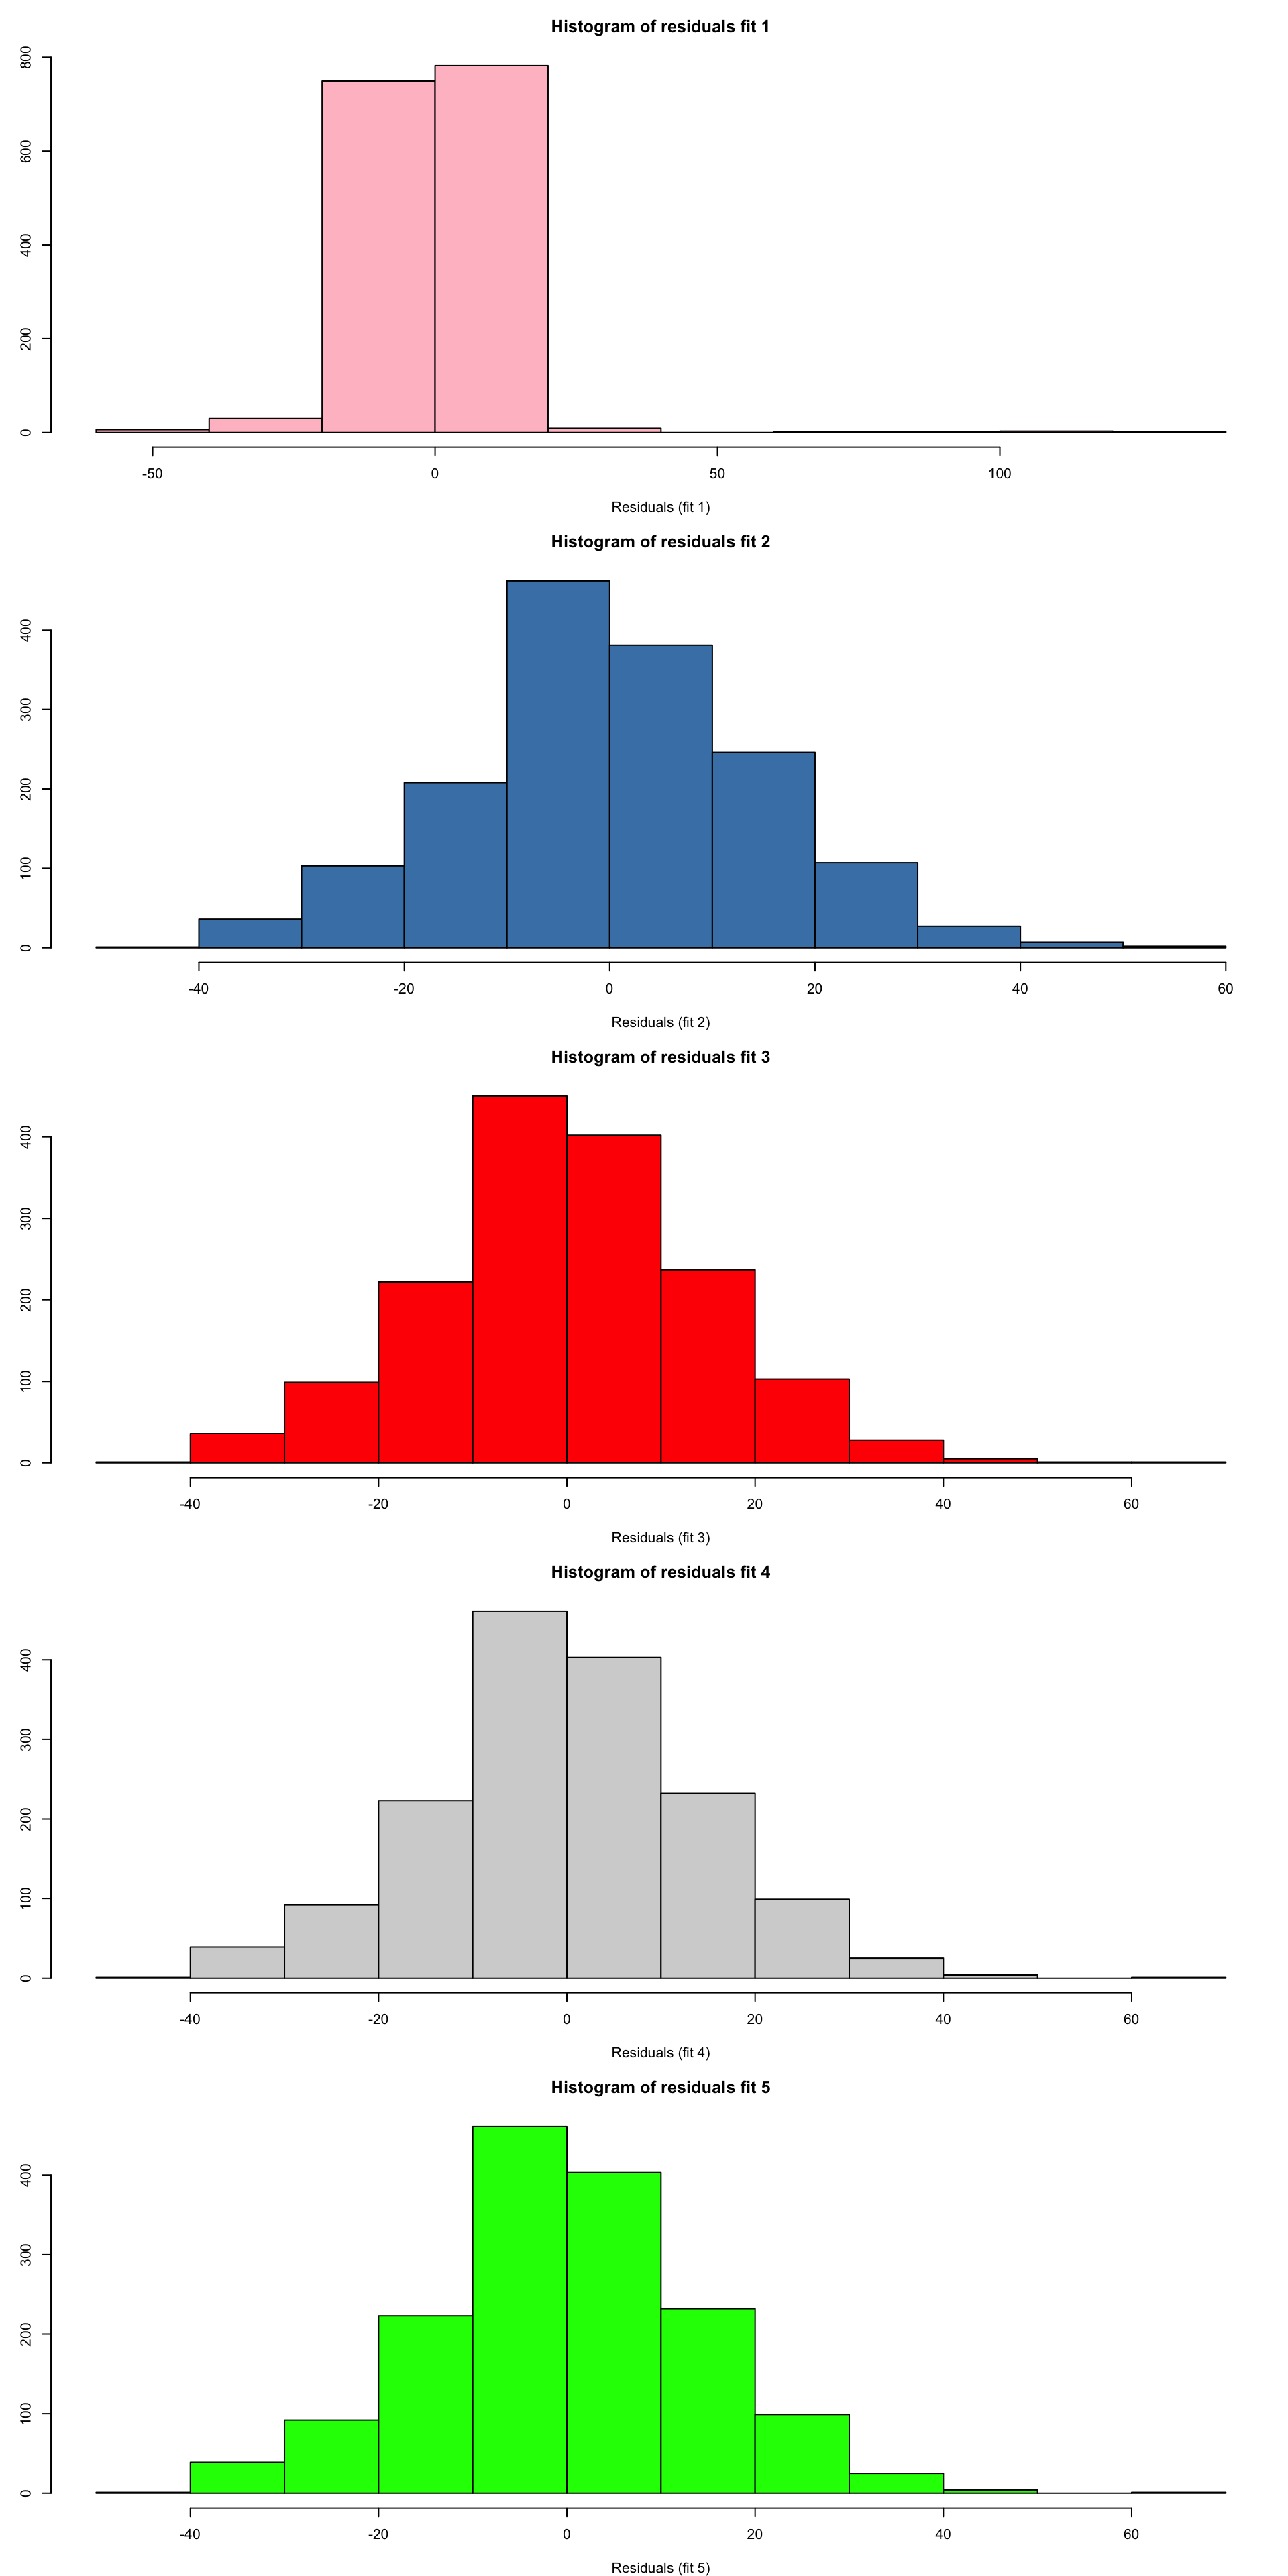 Histogram of residuals fit 1
800
600
400
200
0
-50 0 50 100
Residuals (fit 1)
Histogram of residuals fit 2
400
300
200
100
0
-40 -20 0 20 40 60
Residuals (fit 2)
Histogram of residuals fit 3
400
300
200
100
0
-40 -20 0 20 40 60
Residuals (fit 3)
Histogram of residuals fit 4
400
300
200
100
0
-40 -20 0 20 40 60
Residuals (fit 4)
Histogram of residuals fit 5
400
300
200
100
0
-40 -20 0 20 40 60
Residuals (fit 5)